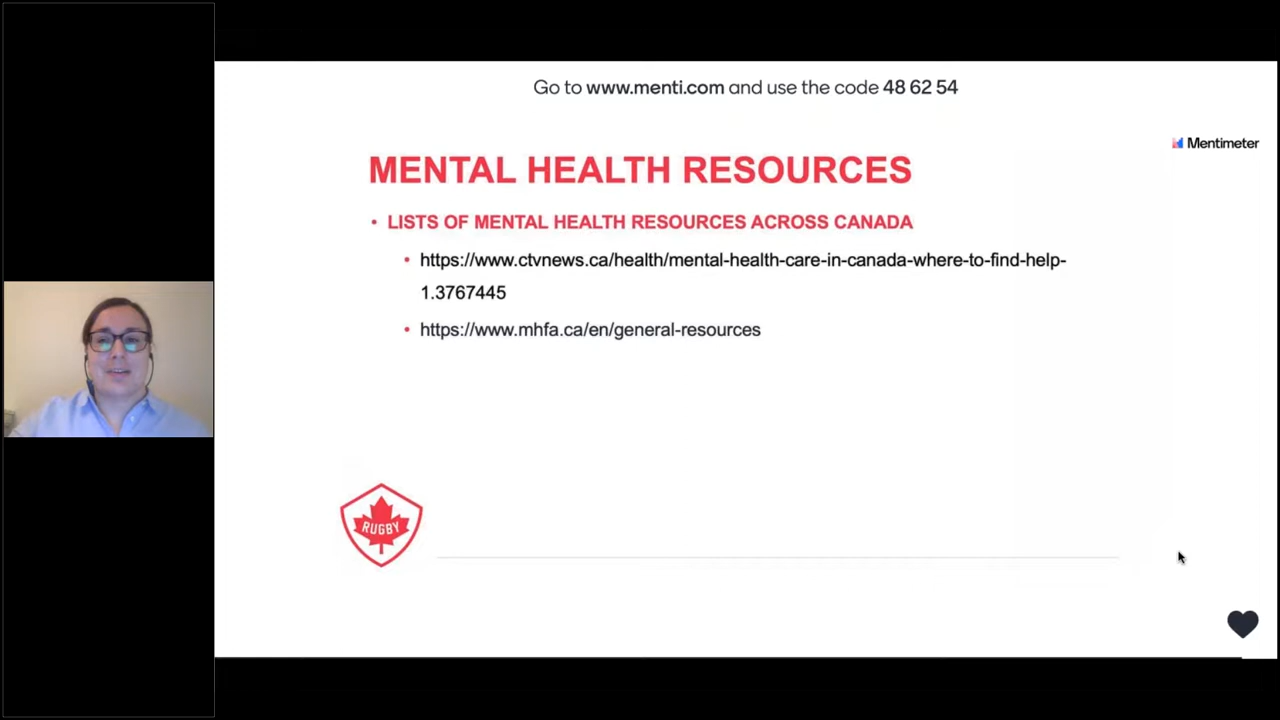 Go to www.menti.com and use the code 48 62 54
Mentimeter
MENTAL HEALTH RESOURCES
• LISTS OF MENTAL HEALTH RESOURCES ACROSS CANADA
• https://www.ctvnews.ca/health/mental-health-care-in-canada-where-to-find-help-
1.3767445
• https://www.mhfa.ca/en/general-resources
RUGBY